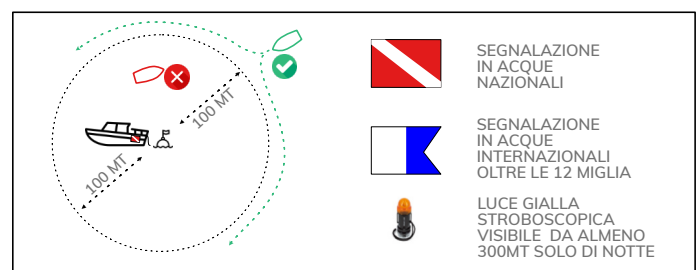 100 MT
100 MT
SEGNALAZIONE
IN ACQUE
NAZIONALI
SEGNALAZIONE
IN ACQUE
INTERNAZIONALI
OLTRE LE 12 MIGLIA
LUCE GIALLA
STROBOSCOPICA
VISIBILE DA ALMENO
300MT SOLO DI NOTTE